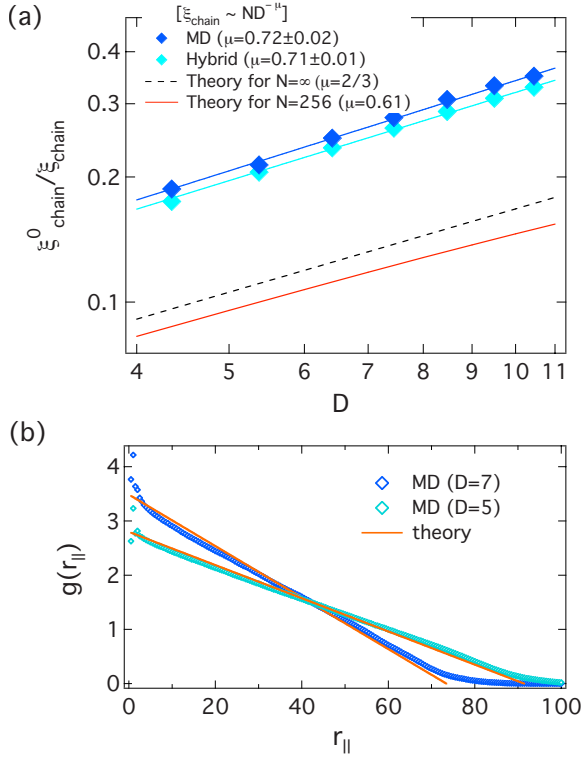 (a)
[ξchain ~ ND^-μ]
MD (μ=0.72±0.02)
Hybrid (μ=0.71±0.01)
Theory for N=∞ (μ=2/3)
Theory for N=256 (μ=0.61)
0.4
0.3
0.2
0.1
ξ⁰chain/ξchain
4 5 6 7 8 9 10 11
D
(b)
MD (D=7)
MD (D=5)
theory
4
3
2
1
0
g(r||)
0 20 40 60 80 100
r||